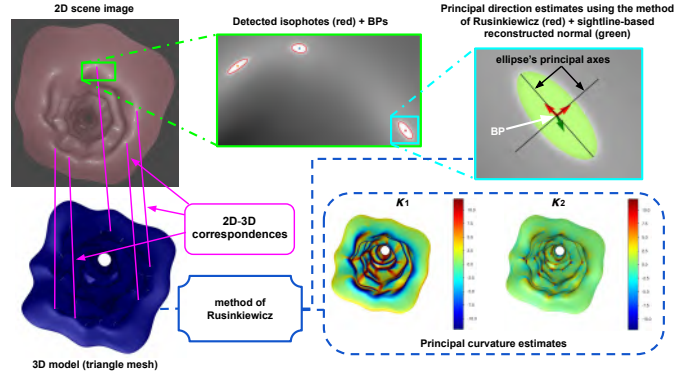 2D scene image
Detected isophotes (red) + BPs
Principal direction estimates using the method
of Rusinkiewicz (red) + sightline-based
reconstructed normal (green)
ellipse's principal axes
BP
2D-3D
correspondences
method of
Rusinkiewicz
3D model (triangle mesh)
K1
K2
Principal curvature estimates